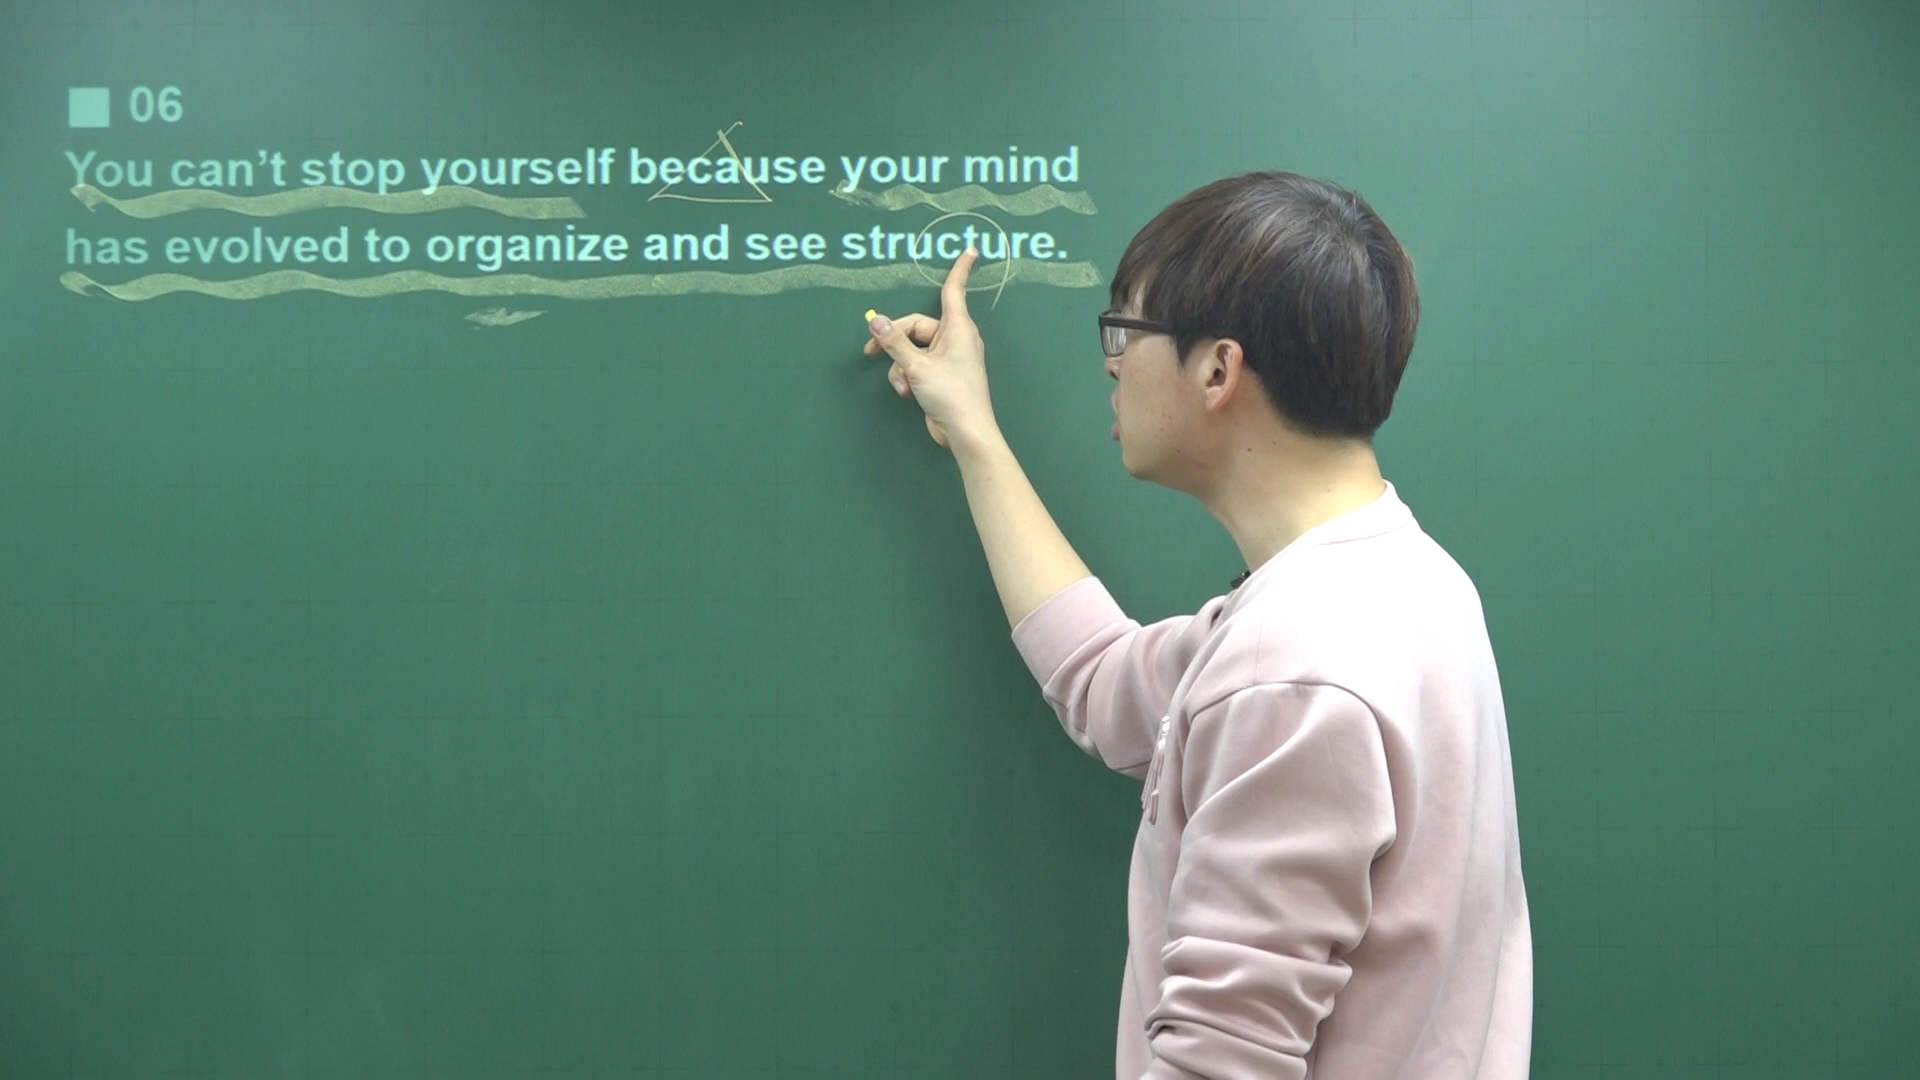 ■ 06
You can’t stop yourself because your mind
has evolved to organize and see structure.